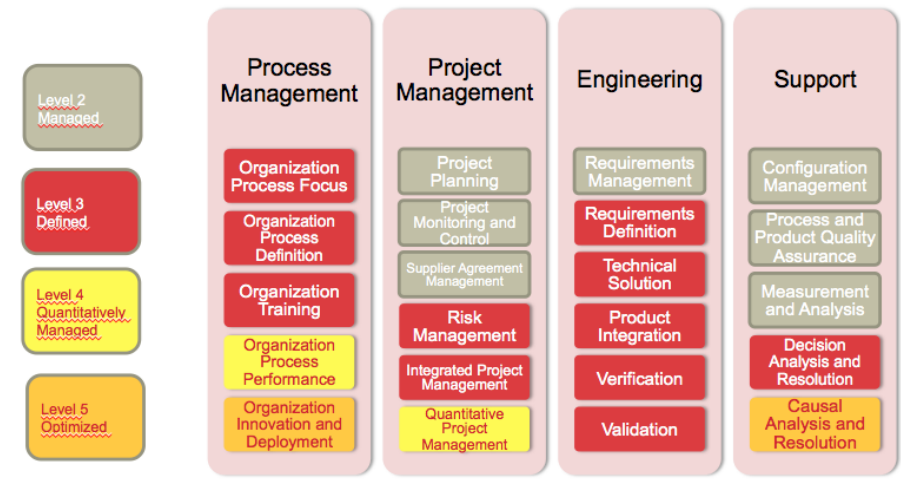 Level 2
Managed
Level 3
Defined
Level 4
Quantitatively
Managed
Level 5
Optimized
Process
Management
Organization
Process Focus
Organization
Process
Definition
Organization
Training
Organization
Process
Performance
Organization
Innovation and
Deployment
Project
Management
Project
Planning
Project
Monitoring and
Control
Supplier Agreement
Management
Risk
Management
Integrated Project
Management
Quantitative
Project
Management
Engineering
Requirements
Management
Requirements
Definition
Technical
Solution
Product
Integration
Verification
Validation
Support
Configuration
Management
Process and
Product Quality
Assurance
Measurement
and Analysis
Decision
Analysis and
Resolution
Causal
Analysis and
Resolution